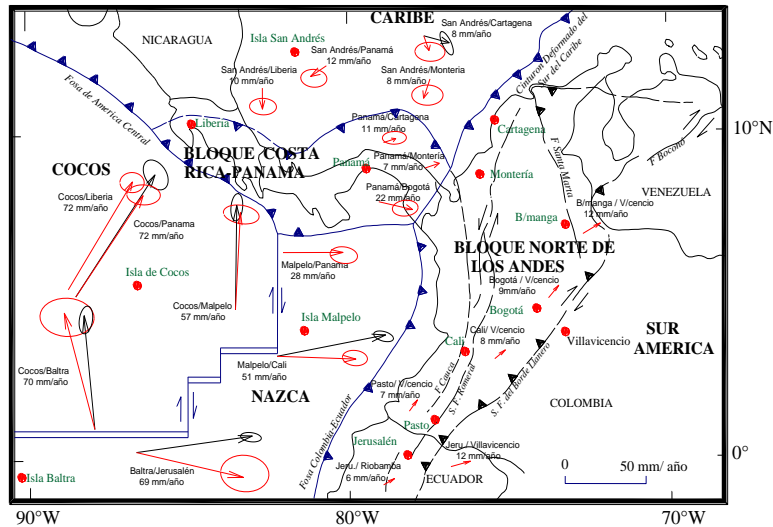 CARIBE
San Andrés/Cartagena
8 mm/año
NICARAGUA
Isla San Andrés
San Andrés/Panamá
12 mm/año
San Andrés/Liberia
10 mm/año
San Andrés/Monteria
8 mm/año
Cinturon Deformado del
Sur del Caribe
Fosa de America Central
Liberia
Panamá/Cartagena
11 mm/año
Cartagena
10°N
COCOS
BLOQUE COSTA
RICA-PANAMA
Panamá
Panamá/Montería
7 mm/año
Montería
F. Santa Marta
F. Bocono
VENEZUELA
Cocos/Liberia
72 mm/año
Cocos/Panama
72 mm/año
Panamá/Bogotá
22 mm/año
B/manga / V/cencio
12 mm/año
B/manga
BLOQUE NORTE DE
LOS ANDES
Malpelo/Panama
28 mm/año
Isla de Cocos
Cocos/Malpelo
57 mm/año
Bogotá / V/cencio
9mm/año
Bogotá
Isla Malpelo
Cali
Cali/ V/cencio
8 mm/año
Villavicencio
SUR
AMERICA
Cocos/Baltra
70 mm/año
Malpelo/Cali
51 mm/año
NAZCA
Fosa Colombia-Ecuador
Pasto/ V/cencio
7 mm/año
F. Cauca
S. F. Romeral
S. F. del Borde Llanero
COLOMBIA
Pasto
Jerusalén
Jeru / Villavicencio
12 mm/año
0°
Isla Baltra
Baltra/Jerusalén
69 mm/año
Jeru./ Riobamba
6 mm/año
ECUADOR
0
50 mm/ año
90°W
80°W
70°W